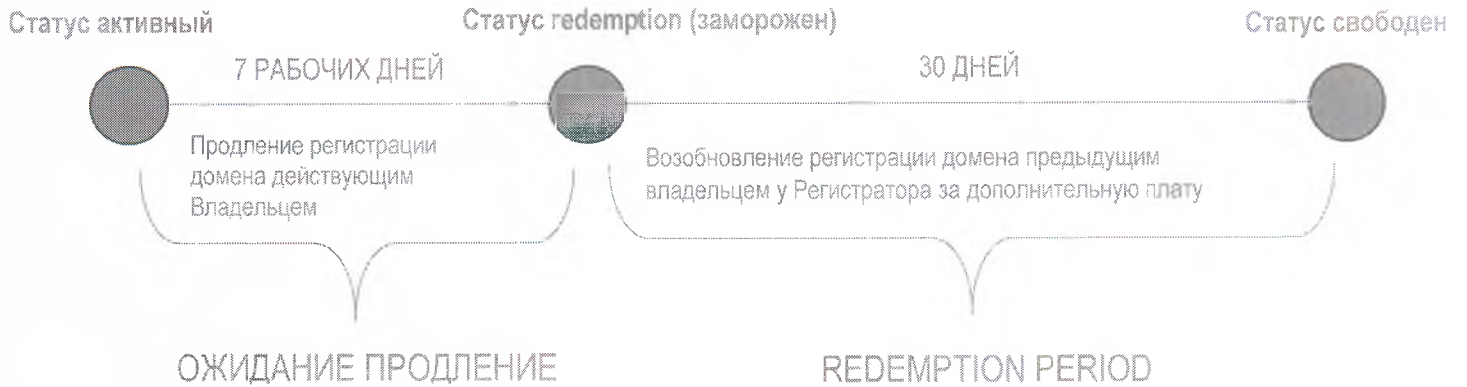 Статус активный
Статус redemption (заморожен)
Статус свободен
7 РАБОЧИХ ДНЕЙ
30 ДНЕЙ
Продление регистрации
домена действующим
Владельцем
Возобновление регистрации домена предыдущим
владельцем у Регистратора за дополнительную плату
ОЖИДАНИЕ ПРОДЛЕНИЕ
REDEMPTION PERIOD